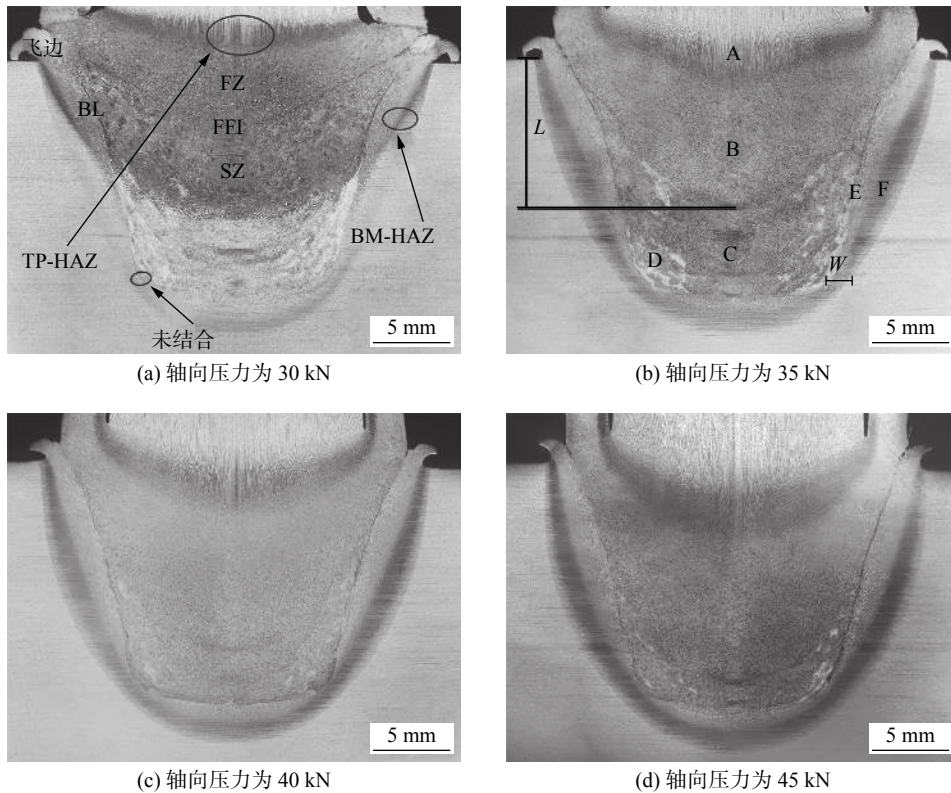 飞边
FZ
BL
FFI
SZ
TP-HAZ
BM-HAZ
未结合
5 mm
(a) 轴向压力为 30 kN
A
L
B
E
F
D
C
W
5 mm
(b) 轴向压力为 35 kN
5 mm
(c) 轴向压力为 40 kN
5 mm
(d) 轴向压力为 45 kN